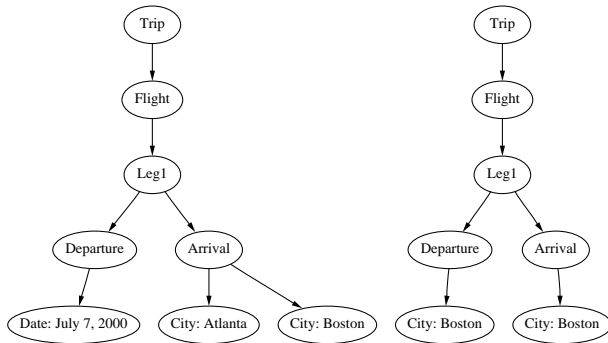 Trip
Flight
Leg1
Departure
Arrival
Date: July 7, 2000
City: Atlanta
City: Boston
Trip
Flight
Leg1
Departure
Arrival
City: Boston
City: Boston